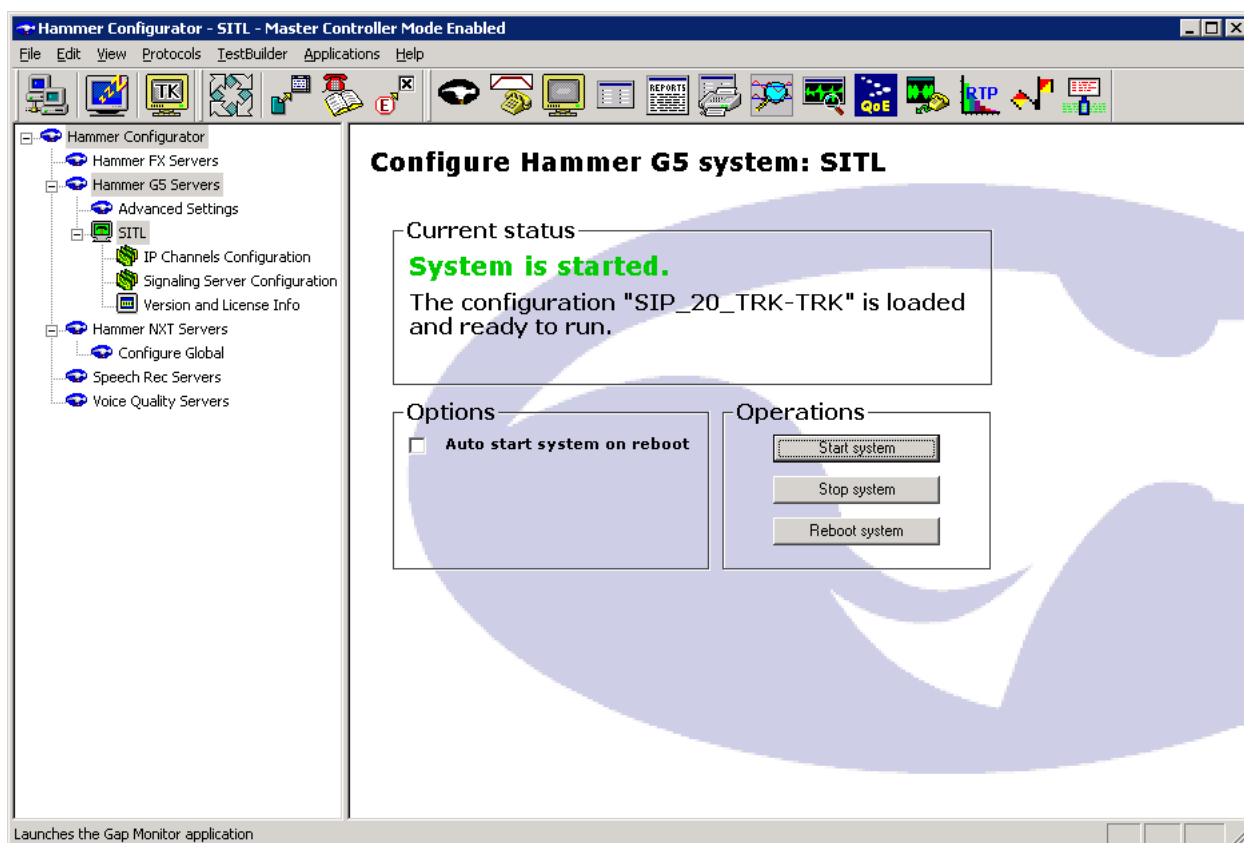 Hammer Configurator - SITL - Master Controller Mode Enabled
File Edit View Protocols TestBuilder Applications Help
TK
E
REPORTS
QoE
RTP
Hammer Configurator
Hammer FX Servers
Hammer G5 Servers
Advanced Settings
SITL
IP Channels Configuration
Signaling Server Configuration
Version and License Info
Hammer NXT Servers
Configure Global
Speech Rec Servers
Voice Quality Servers
Configure Hammer G5 system: SITL
Current status
System is started.
The configuration "SIP_20_TRK-TRK" is loaded
and ready to run.
Options
Auto start system on reboot
Operations
Start system
Stop system
Reboot system
Launches the Gap Monitor application